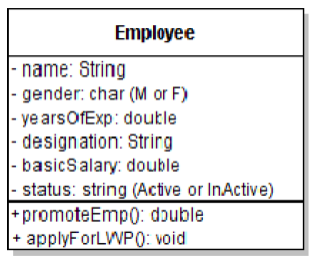 Employee
- name: String
- gender: char (M or F)
- yearsOfExp: double
- designation: String
- basicSalary: double
- status: string (Active or InActive)
+promoteEmp(): double
+ applyForLWP(): void